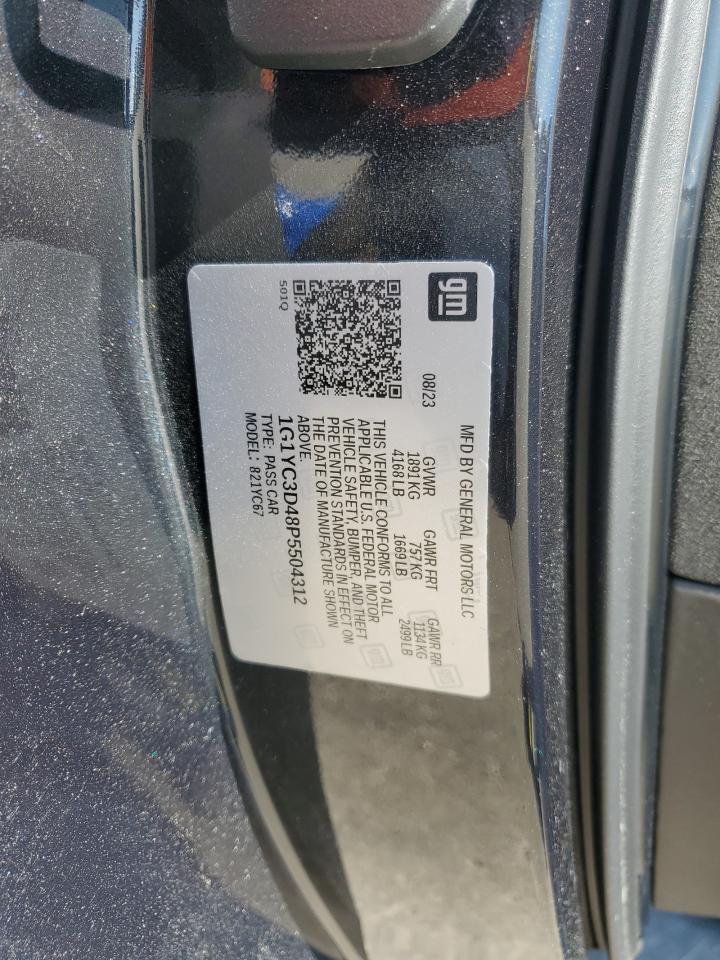 gm
MFD BY GENERAL MOTORS LLC
08/23
GVWR GAWR FRT GAWR RR
1891 KG 757 KG 1134 KG
4168 LB 1669 LB 2499 LB
THIS VEHICLE CONFORMS TO ALL
APPLICABLE U.S. FEDERAL MOTOR
VEHICLE SAFETY, BUMPER, AND THEFT
PREVENTION STANDARDS IN EFFECT ON
THE DATE OF MANUFACTURE SHOWN
ABOVE.
1G1YC3D48P5504312
TYPE: PASS CAR
MODEL: 821YC67
501Q